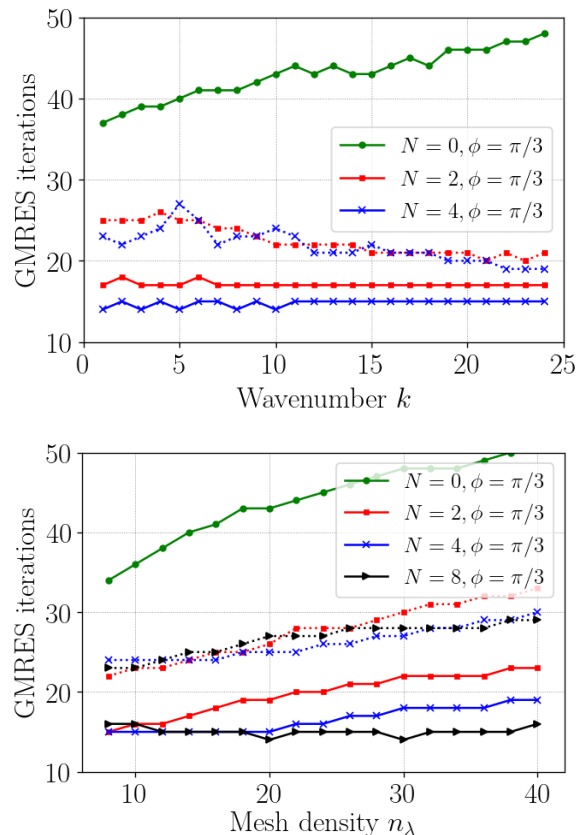 50
40
30
20
10
GMRES iterations
N = 0, ϕ = π/3
N = 2, ϕ = π/3
N = 4, ϕ = π/3
0 5 10 15 20 25
Wavenumber k
50
40
30
20
10
GMRES iterations
N = 0, ϕ = π/3
N = 2, ϕ = π/3
N = 4, ϕ = π/3
N = 8, ϕ = π/3
10 20 30 40
Mesh density n_λ